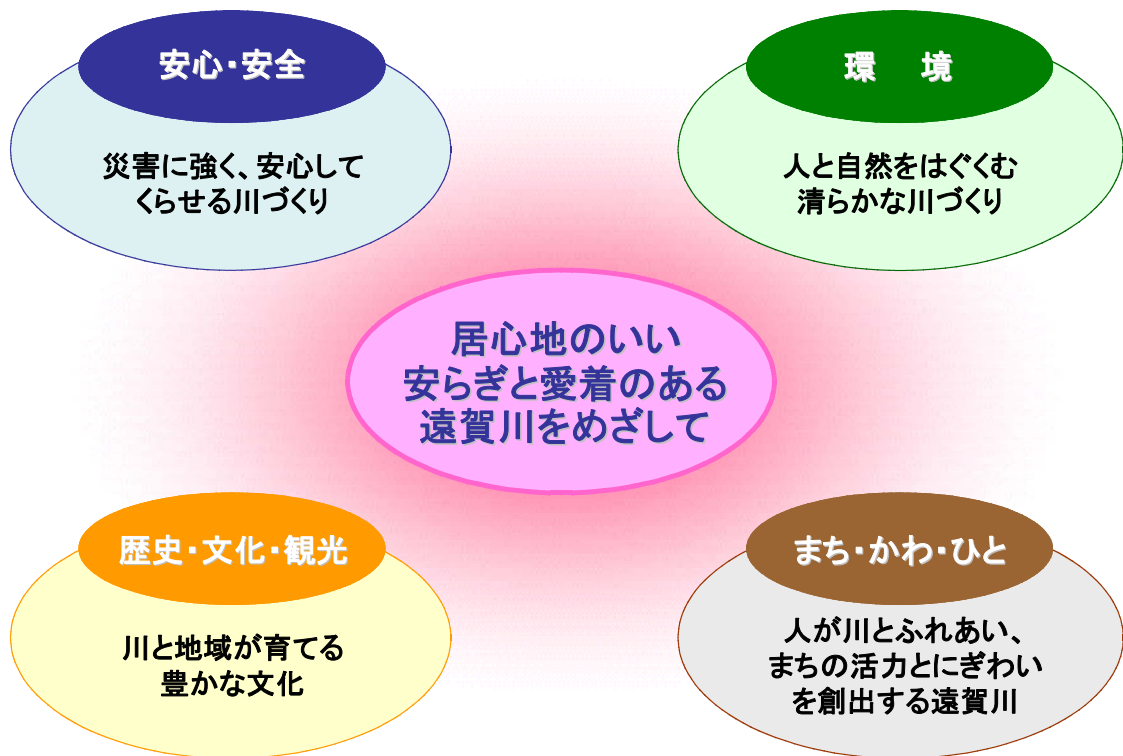 安心・安全
災害に強く、安心して
くらせる川づくり
環　境
人と自然をはぐくむ
清らかな川づくり
居心地のいい
安らぎと愛着のある
遠賀川をめざして
歴史・文化・観光
川と地域が育てる
豊かな文化
まち・かわ・ひと
人が川とふれあい、
まちの活力とにぎわい
を創出する遠賀川